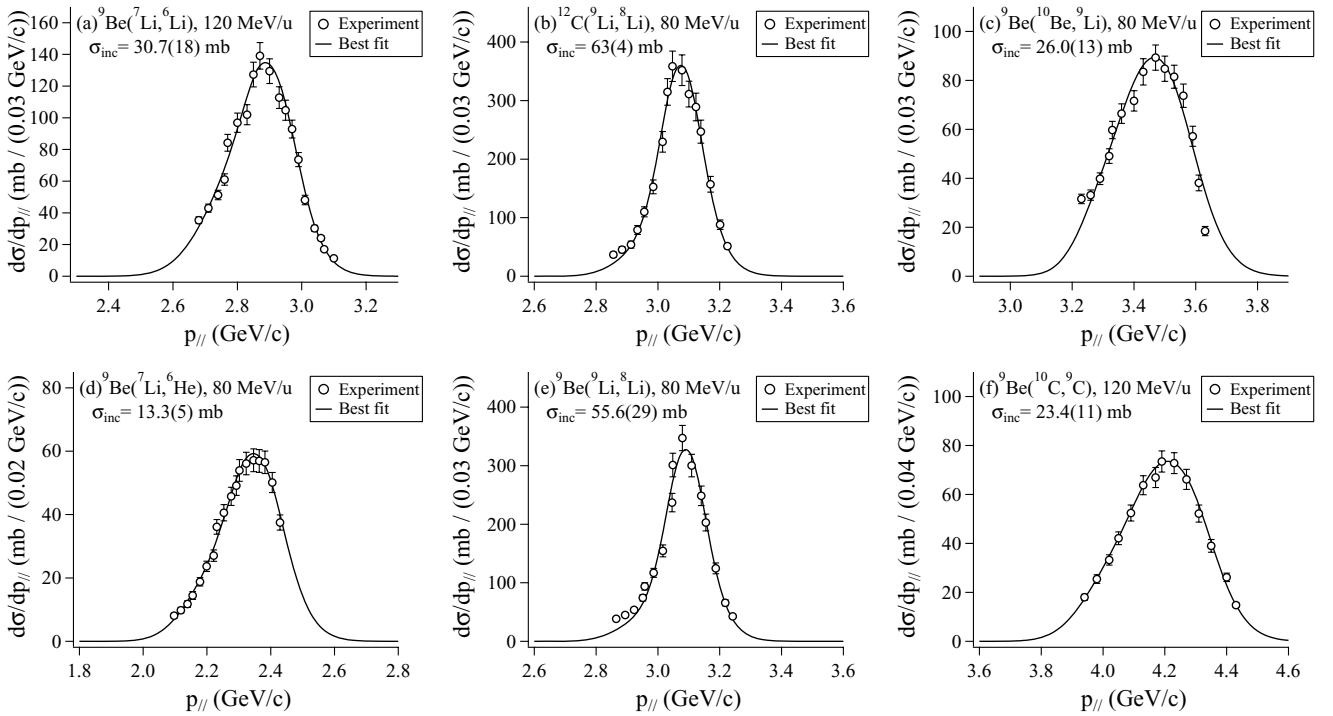 (a) ⁹Be(⁷Li,⁶Li), 120 MeV/u
σinc= 30.7(18) mb
Experiment
Best fit
160
140
120
100
80
60
40
20
0
dσ/dp// (mb / (0.03 GeV/c))
2.4 2.6 2.8 3.0 3.2
p// (GeV/c)
(b) ¹²C(⁹Li,⁸Li), 80 MeV/u
σinc= 63(4) mb
Experiment
Best fit
400
300
200
100
0
dσ/dp// (mb / (0.03 GeV/c))
2.6 2.8 3.0 3.2 3.4 3.6
p// (GeV/c)
(c) ⁹Be(¹⁰Be,⁹Li), 80 MeV/u
σinc= 26.0(13) mb
Experiment
Best fit
100
80
60
40
20
0
dσ/dp// (mb / (0.03 GeV/c))
3.0 3.2 3.4 3.6 3.8
p// (GeV/c)
(d) ⁹Be(⁷Li,⁶He), 80 MeV/u
σinc= 13.3(5) mb
Experiment
Best fit
80
60
40
20
0
dσ/dp// (mb / (0.02 GeV/c))
1.8 2.0 2.2 2.4 2.6 2.8
p// (GeV/c)
(e) ⁹Be(⁹Li,⁸Li), 80 MeV/u
σinc= 55.6(29) mb
Experiment
Best fit
400
300
200
100
0
dσ/dp// (mb / (0.03 GeV/c))
2.6 2.8 3.0 3.2 3.4 3.6
p// (GeV/c)
(f) ⁹Be(¹⁰C,⁹C), 120 MeV/u
σinc= 23.4(11) mb
Experiment
Best fit
100
80
60
40
20
0
dσ/dp// (mb / (0.04 GeV/c))
3.6 3.8 4.0 4.2 4.4 4.6
p// (GeV/c)